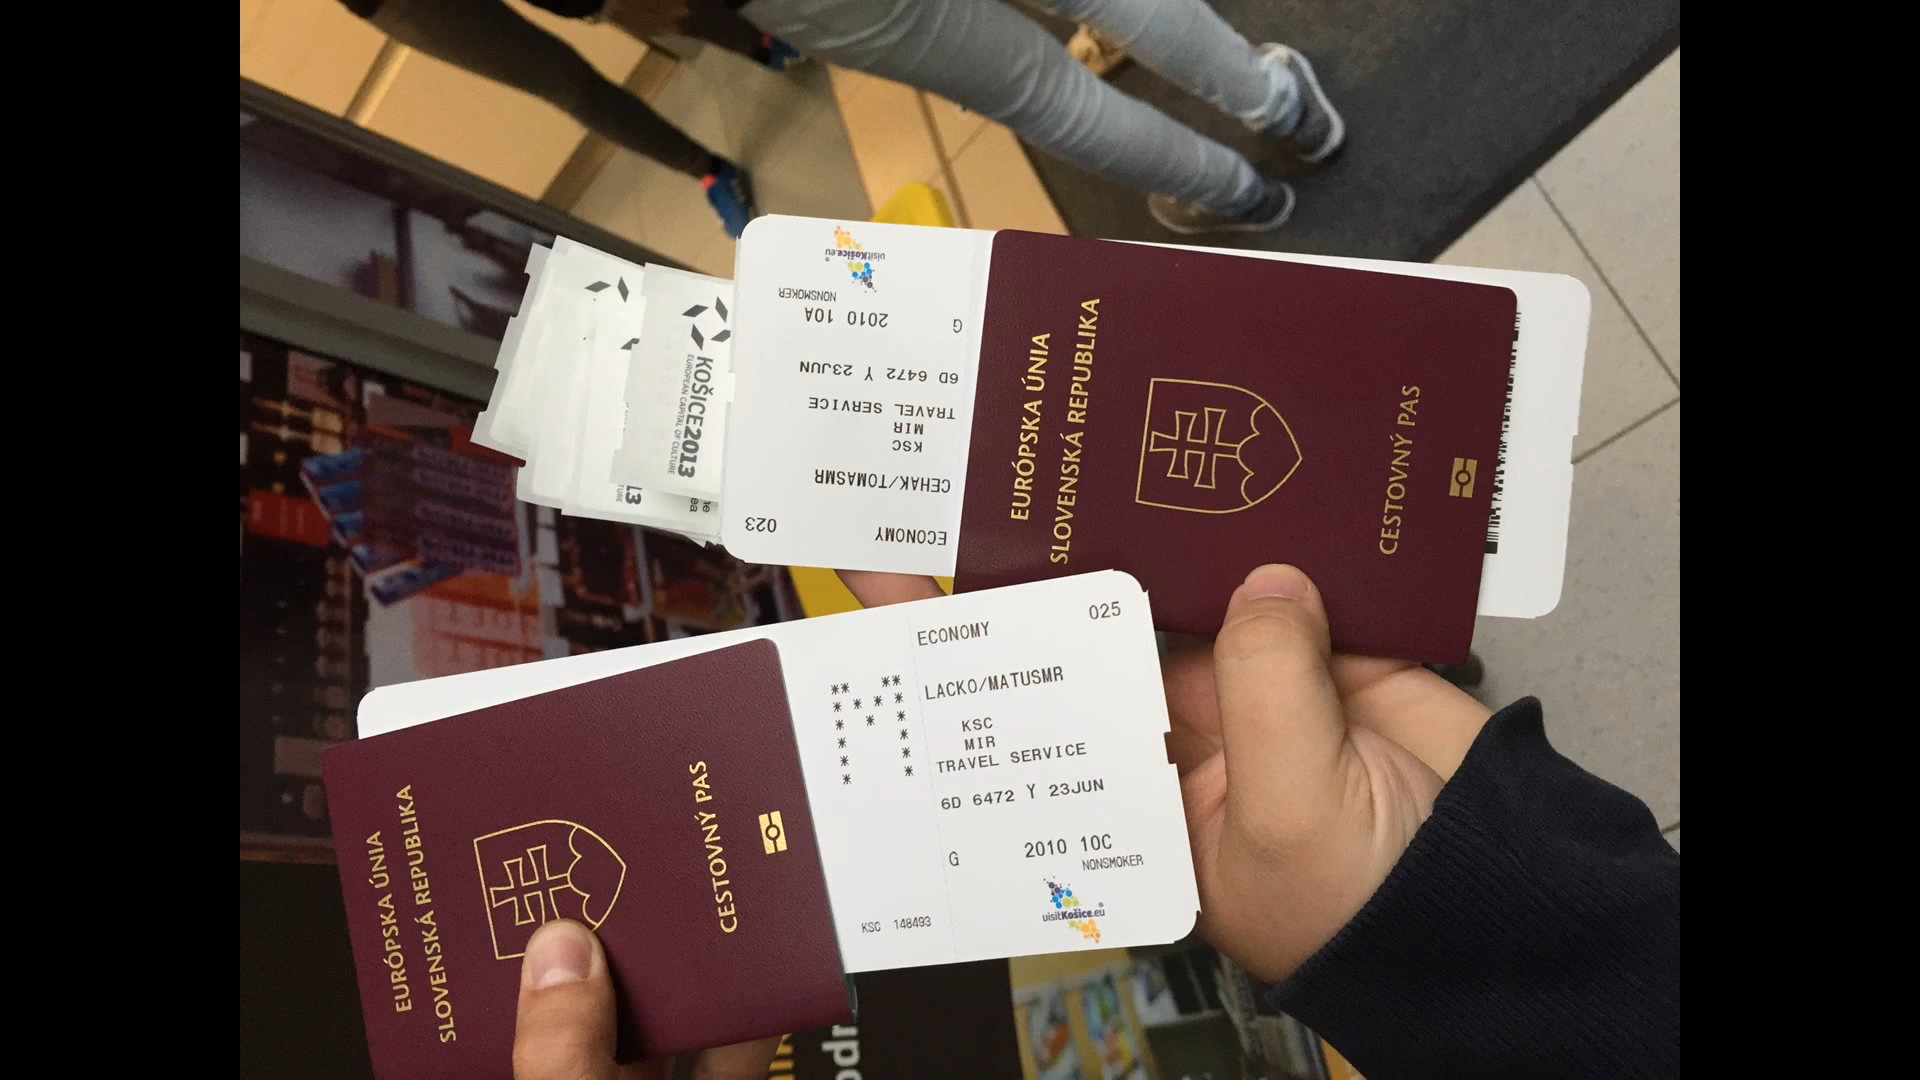 visitKošice.eu
NONSMOKER
2010 10A
G
6D 6472 Y 23JUN
TRAVEL SERVICE
MIR
KSC
CEHAK/TOMASMR
ECONOMY
023
KOŠICE2013
EUROPEAN CAPITAL OF CULTURE
13
TURE
EURÓPSKA ÚNIA
SLOVENSKÁ REPUBLIKA
CESTOVNÝ PAS
ECONOMY 025
LACKO/MATUSMR
KSC
MIR
TRAVEL SERVICE
6D 6472 Y 23JUN
G 2010 10C
NONSMOKER
visitKošice.eu
M
KSC 148493
EURÓPSKA ÚNIA
SLOVENSKÁ REPUBLIKA
CESTOVNÝ PAS